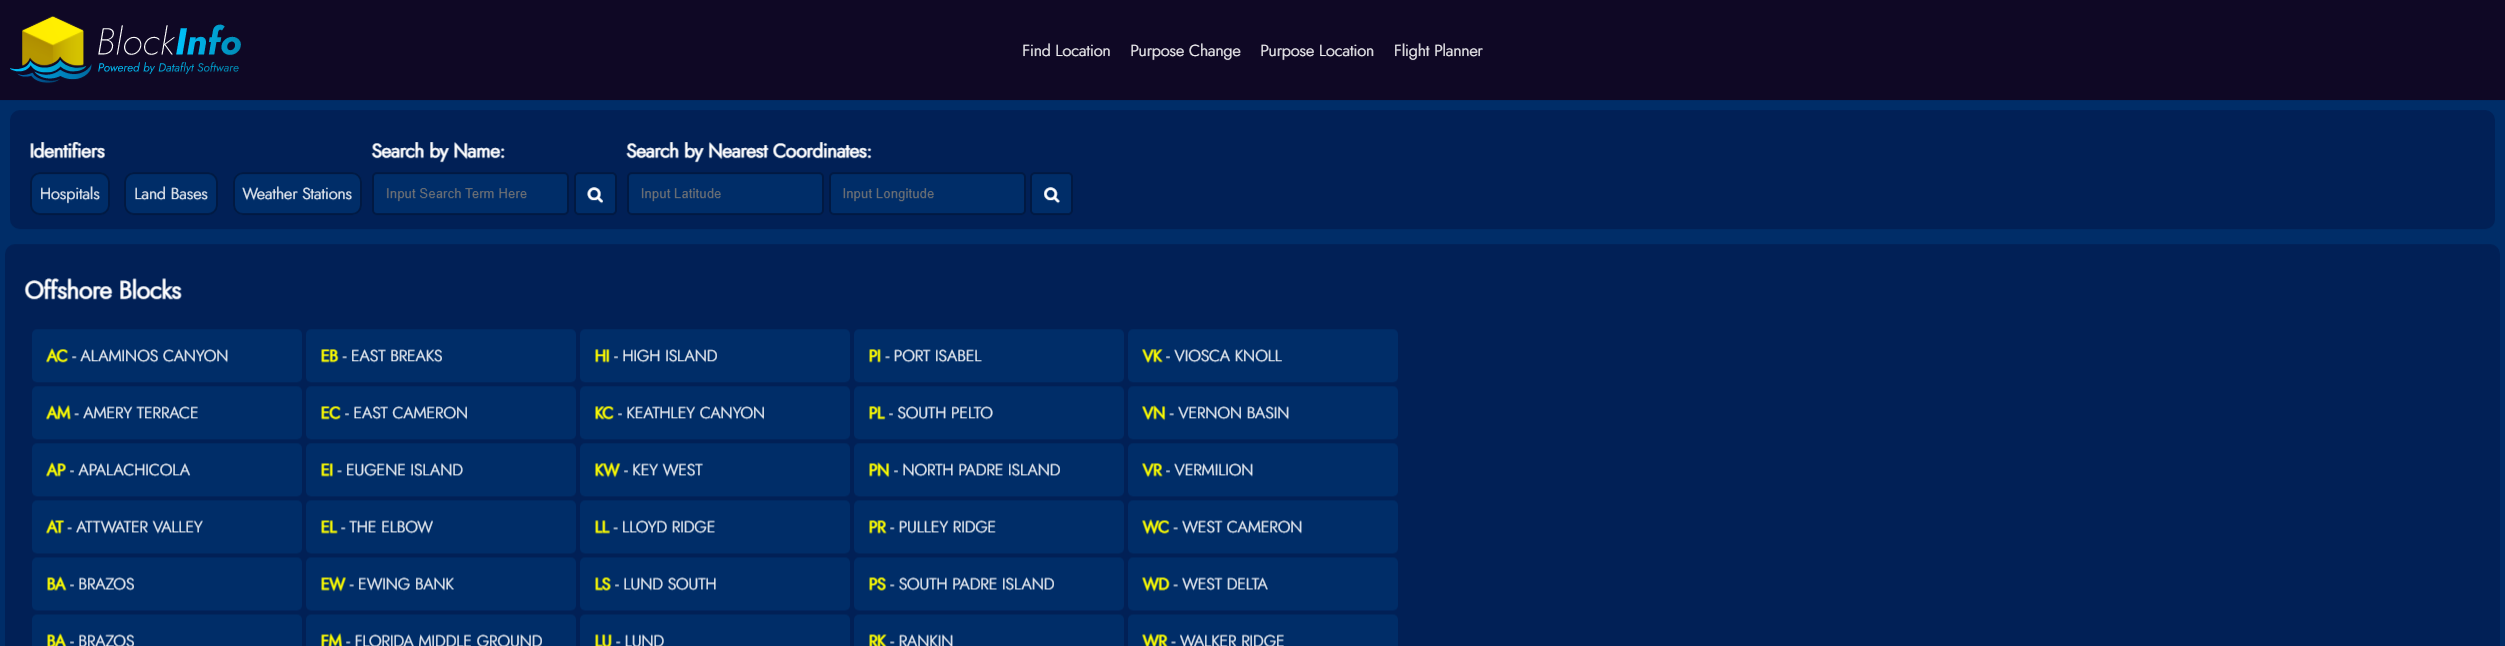 BlockInfo
Powered by Dataflyt Software
Find Location Purpose Change Purpose Location Flight Planner
Identifiers Search by Name: Search by Nearest Coordinates:
Hospitals Land Bases Weather Stations Input Search Term Here Input Latitude Input Longitude
Offshore Blocks
AC - ALAMINOS CANYON EB - EAST BREAKS HI - HIGH ISLAND PI - PORT ISABEL VK - VIOSCA KNOLL
AM - AMERY TERRACE EC - EAST CAMERON KC - KEATHLEY CANYON PL - SOUTH PELTO VN - VERNON BASIN
AP - APALACHICOLA EI - EUGENE ISLAND KW - KEY WEST PN - NORTH PADRE ISLAND VR - VERMILION
AT - ATTWATER VALLEY EL - THE ELBOW LL - LLOYD RIDGE PR - PULLEY RIDGE WC - WEST CAMERON
BA - BRAZOS EW - EWING BANK LS - LUND SOUTH PS - SOUTH PADRE ISLAND WD - WEST DELTA
BA - BRAZOS FM - FLORIDA MIDDLE GROUND LU - LUND RK - RANKIN WR - WALKER RIDGE